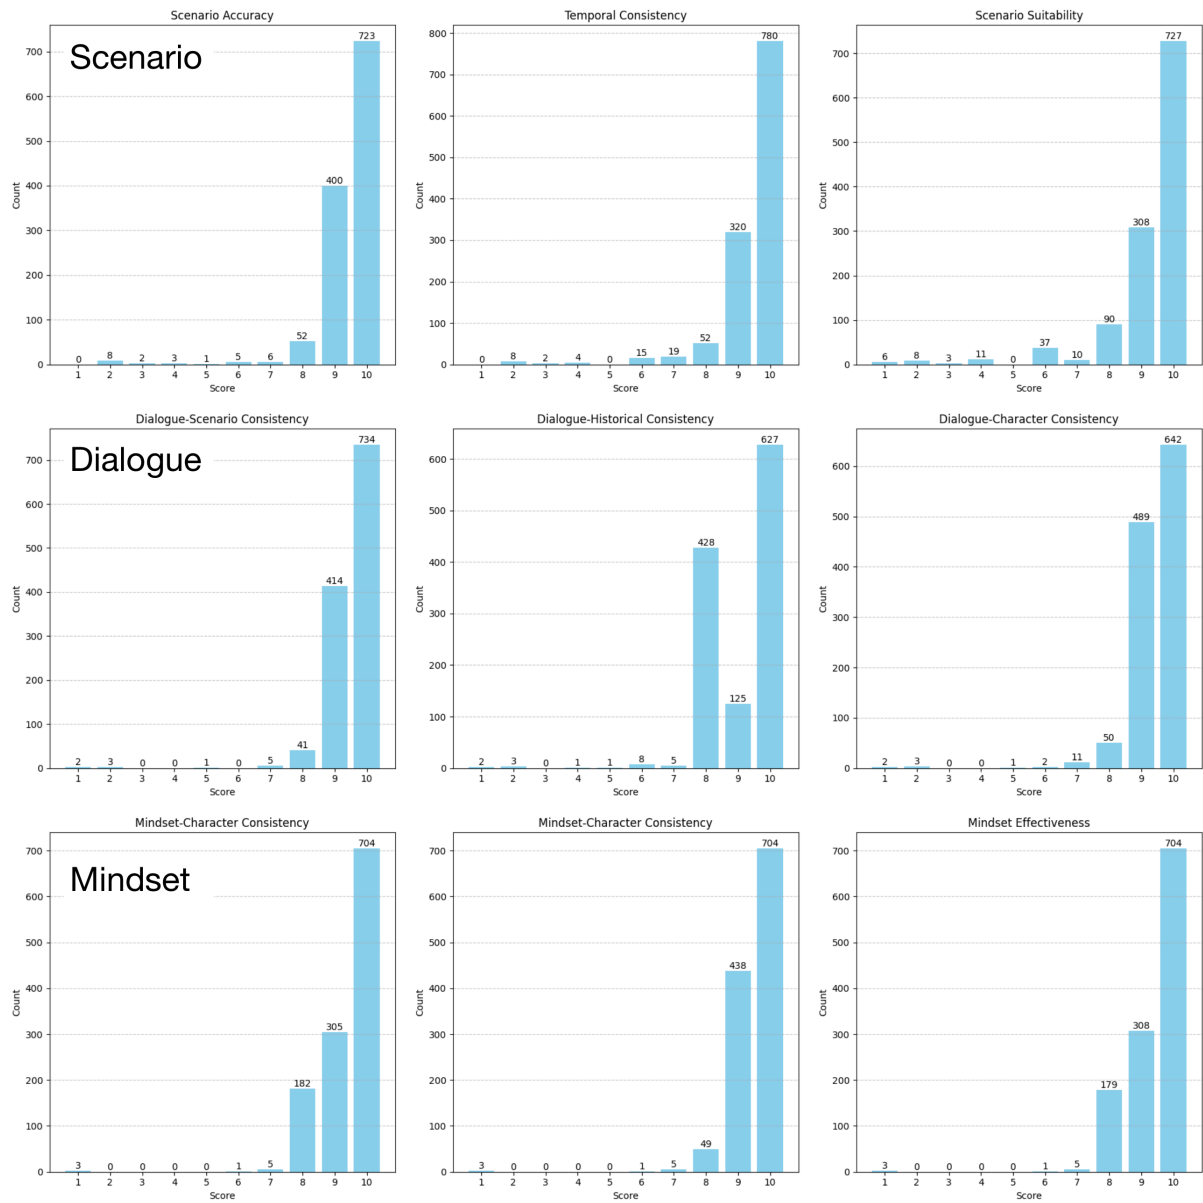 Scenario Accuracy
Scenario
Count
700
600
500
400
300
200
100
0
0 8 2 3 1 5 6 52 400 723
1 2 3 4 5 6 7 8 9 10
Score
Temporal Consistency
Count
800
700
600
500
400
300
200
100
0
0 8 2 4 0 15 19 52 320 780
1 2 3 4 5 6 7 8 9 10
Score
Scenario Suitability
Count
700
600
500
400
300
200
100
0
6 8 3 11 0 37 10 90 308 727
1 2 3 4 5 6 7 8 9 10
Score
Dialogue-Scenario Consistency
Dialogue
Count
700
600
500
400
300
200
100
0
2 3 0 0 1 0 5 41 414 734
1 2 3 4 5 6 7 8 9 10
Score
Dialogue-Historical Consistency
Count
600
500
400
300
200
100
0
2 3 0 1 1 8 5 428 125 627
1 2 3 4 5 6 7 8 9 10
Score
Dialogue-Character Consistency
Count
600
500
400
300
200
100
0
2 3 0 0 1 2 11 50 489 642
1 2 3 4 5 6 7 8 9 10
Score
Mindset-Character Consistency
Mindset
Count
700
600
500
400
300
200
100
0
3 0 0 0 0 1 5 182 305 704
1 2 3 4 5 6 7 8 9 10
Score
Mindset-Character Consistency
Count
700
600
500
400
300
200
100
0
3 0 0 0 0 1 5 49 438 704
1 2 3 4 5 6 7 8 9 10
Score
Mindset Effectiveness
Count
700
600
500
400
300
200
100
0
3 0 0 0 0 1 5 179 308 704
1 2 3 4 5 6 7 8 9 10
Score